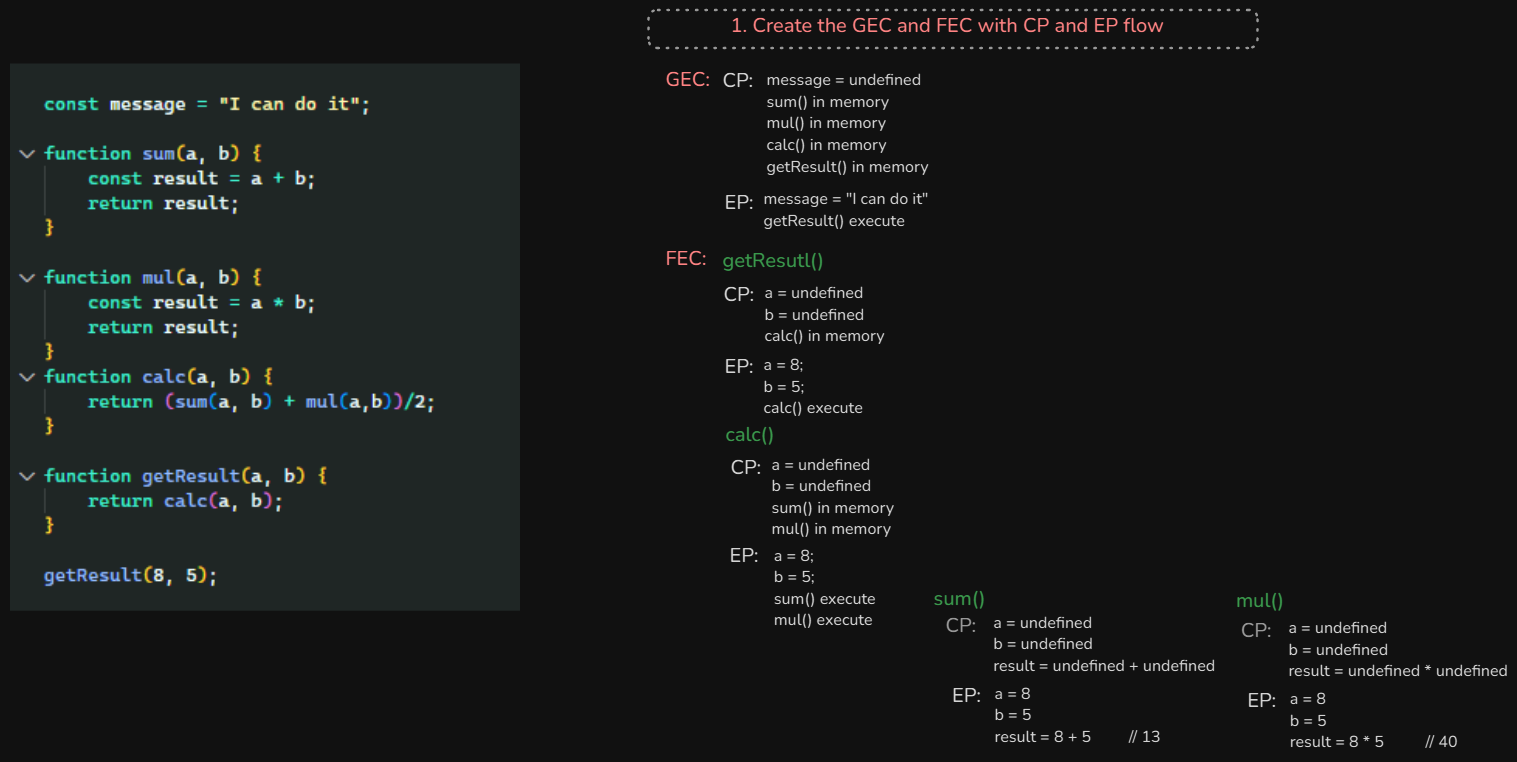 1. Create the GEC and FEC with CP and EP flow
const message = "I can do it";
function sum(a, b) {
const result = a + b;
return result;
}
function mul(a, b) {
const result = a * b;
return result;
}
function calc(a, b) {
return (sum(a, b) + mul(a,b))/2;
}
function getResult(a, b) {
return calc(a, b);
}
getResult(8, 5);
GEC: CP: message = undefined
sum() in memory
mul() in memory
calc() in memory
getResult() in memory
EP: message = "I can do it"
getResult() execute
FEC: getResutl()
CP: a = undefined
b = undefined
calc() in memory
EP: a = 8;
b = 5;
calc() execute
calc()
CP: a = undefined
b = undefined
sum() in memory
mul() in memory
EP: a = 8;
b = 5;
sum() execute
mul() execute
sum()
CP: a = undefined
b = undefined
result = undefined + undefined
EP: a = 8
b = 5
result = 8 + 5 // 13
mul()
CP: a = undefined
b = undefined
result = undefined * undefined
EP: a = 8
b = 5
result = 8 * 5 // 40